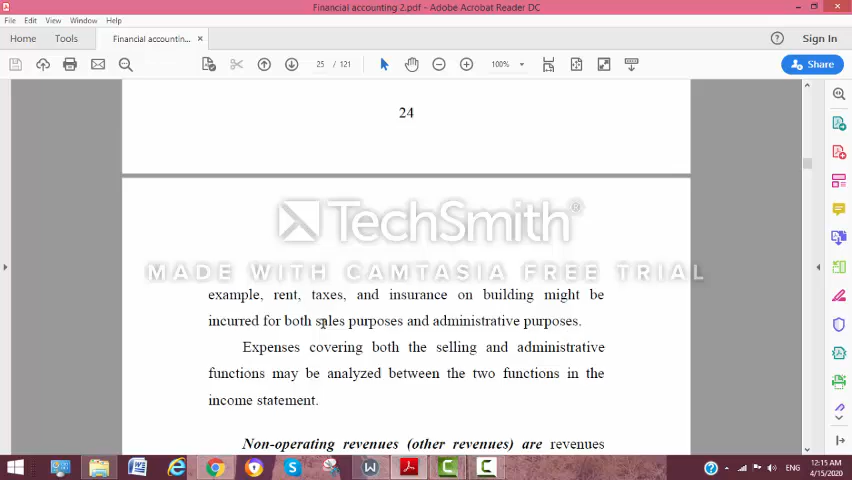 Financial accounting 2.pdf - Adobe Acrobat Reader DC
File Edit View Window Help
Home Tools Financial accountin... × Sign In
25 / 121 100% Share
24
TechSmith®
MADE WITH CAMTASIA FREE TRIAL
example, rent, taxes, and insurance on building might be
incurred for both sales purposes and administrative purposes.
Expenses covering both the selling and administrative
functions may be analyzed between the two functions in the
income statement.
Non-operating revenues (other revenues) are revenues
ENG 12:15 AM
4/15/2020